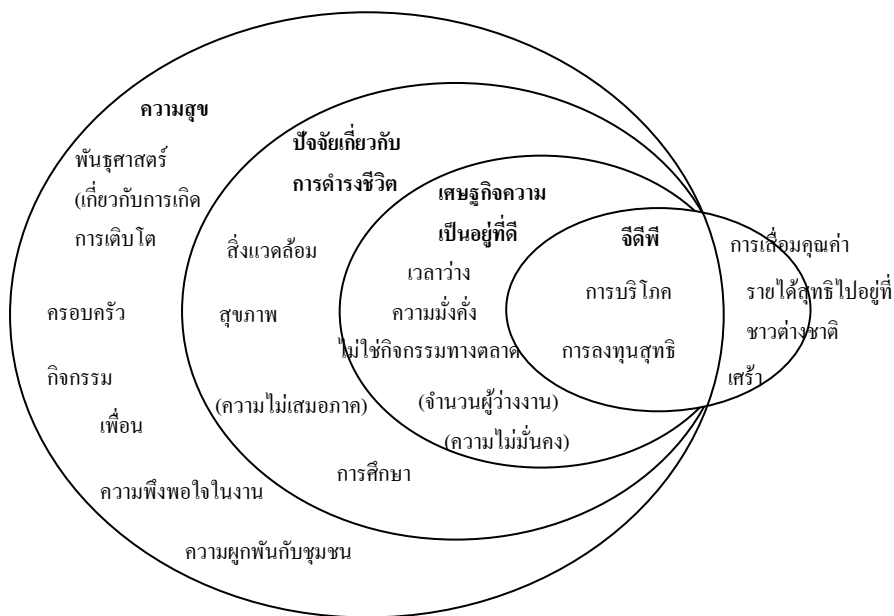 ความสุข
พันธุศาสตร์
(เกี่ยวกับการเกิด
การเติบโต
ครอบครัว
กิจกรรม
เพื่อน
ความพึงพอใจในงาน
ความผูกพันกับชุมชน
ปัจจัยเกี่ยวกับ
การดำรงชีวิต
สิ่งแวดล้อม
สุขภาพ
(ความไม่เสมอภาค)
การศึกษา
เศรษฐกิจความ
เป็นอยู่ที่ดี
เวลาว่าง
ความมั่งคั่ง
ไม่ใช่กิจกรรมทางตลาด
(จำนวนผู้ว่างงาน)
(ความไม่มั่นคง)
จีดีพี
การบริโภค
การลงทุนสุทธิ
การเสื่อมคุณค่า
รายได้สุทธิไปอยู่ที่
ชาวต่างชาติ
เศร้า